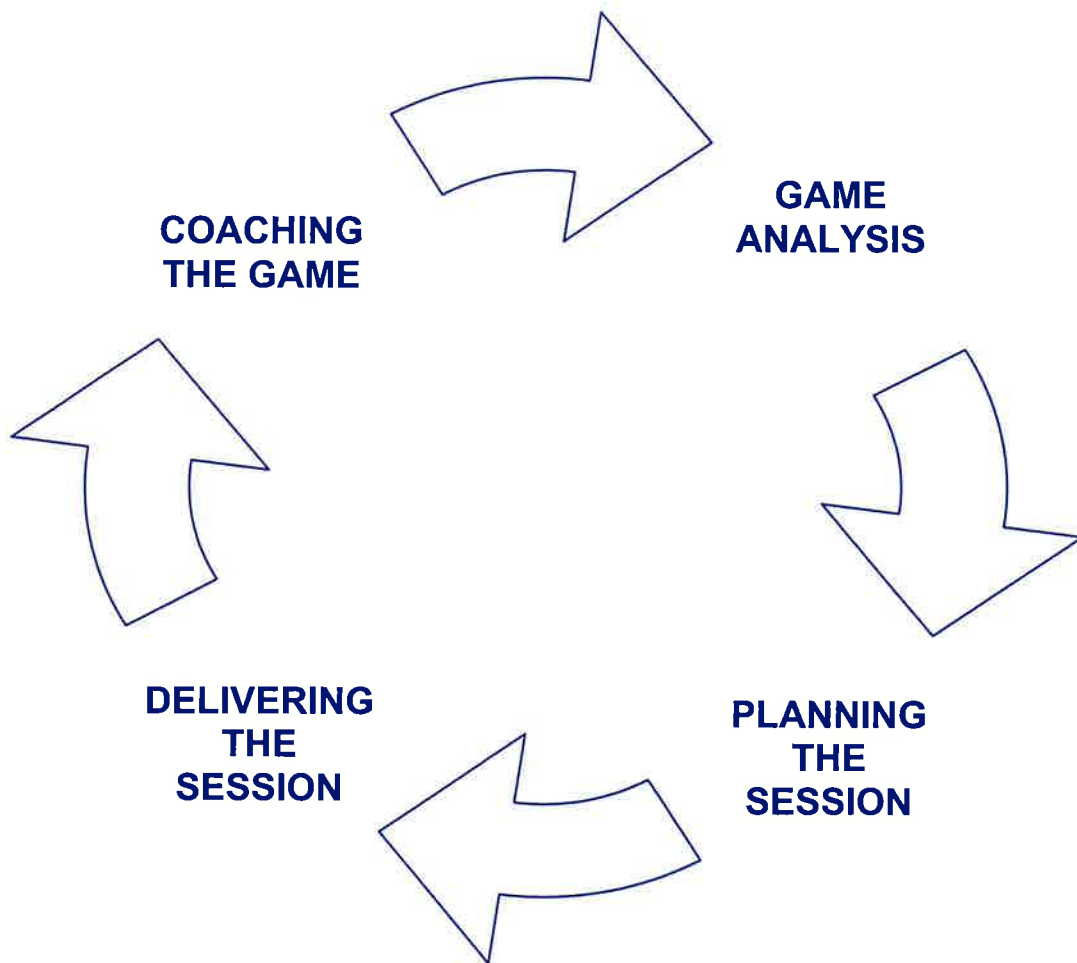 COACHING
THE GAME
GAME
ANALYSIS
PLANNING
THE
SESSION
DELIVERING
THE
SESSION